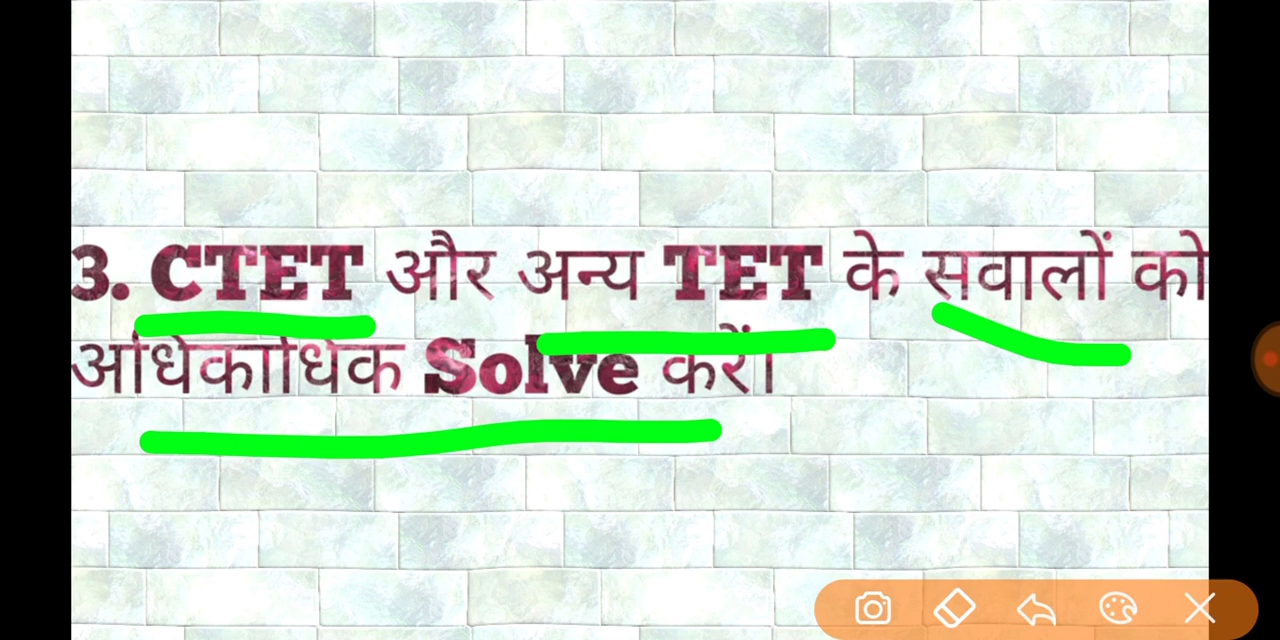 3. CTET और अन्य TET के सवालों को
अधिकाधिक Solve करें।